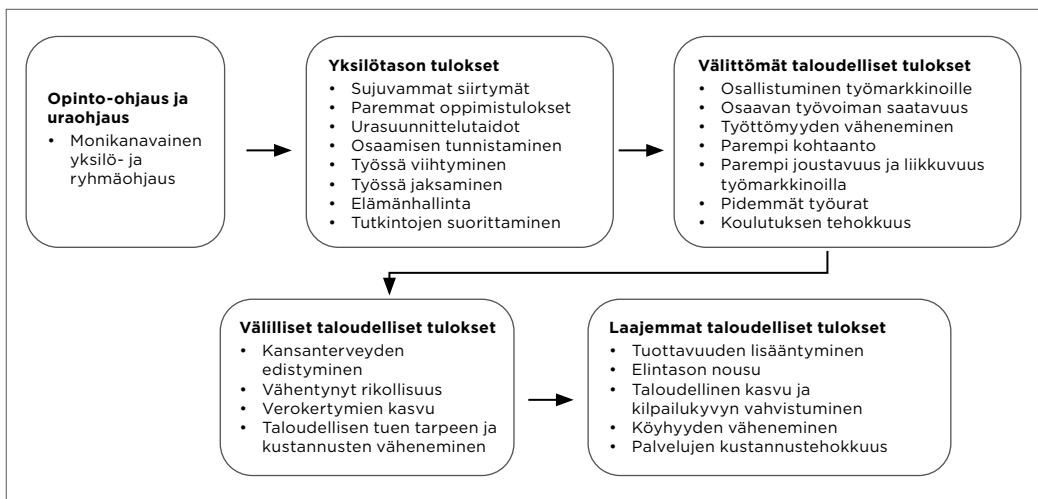 Opinto-ohjaus ja
uraohjaus
• Monikanavainen
yksilö- ja
ryhmäohjaus
Yksilötason tulokset
• Sujuvammat siirtymät
• Paremmat oppimistulokset
• Urasuunnittelutaidot
• Osaamisen tunnistaminen
• Työssä viihtyminen
• Työssä jaksaminen
• Elämänhallinta
• Tutkintojen suorittaminen
Välittömät taloudelliset tulokset
• Osallistuminen työmarkkinoille
• Osaavan työvoiman saatavuus
• Työttömyyden väheneminen
• Parempi kohtaanto
• Parempi joustavuus ja liikkuvuus
työmarkkinoilla
• Pidemmät työurat
• Koulutuksen tehokkuus
Välilliset taloudelliset tulokset
• Kansanterveyden
edistyminen
• Vähentynyt rikollisuus
• Verokertymien kasvu
• Taloudellisen tuen tarpeen ja
kustannusten väheneminen
Laajemmat taloudelliset tulokset
• Tuottavuuden lisääntyminen
• Elintason nousu
• Taloudellinen kasvu ja
kilpailukyvyn vahvistuminen
• Köyhyyden väheneminen
• Palvelujen kustannustehokkuus